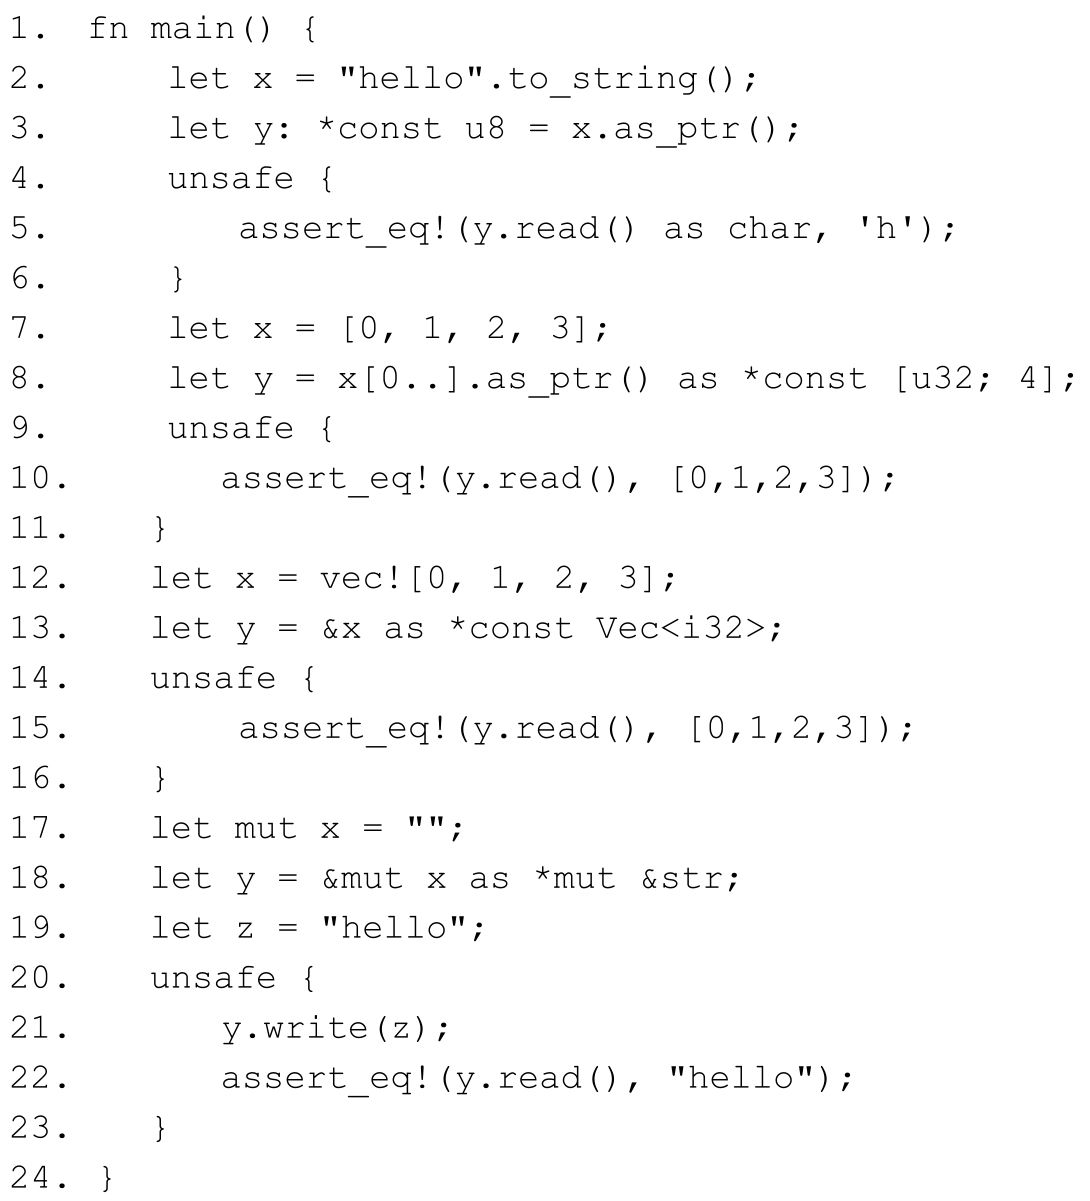 1. fn main() {
2.     let x = "hello".to_string();
3.     let y: *const u8 = x.as_ptr();
4.     unsafe {
5.         assert_eq!(y.read() as char, 'h');
6.     }
7.     let x = [0, 1, 2, 3];
8.     let y = x[0..].as_ptr() as *const [u32; 4];
9.     unsafe {
10.        assert_eq!(y.read(), [0,1,2,3]);
11.    }
12.    let x = vec![0, 1, 2, 3];
13.    let y = &x as *const Vec<i32>;
14.    unsafe {
15.        assert_eq!(y.read(), [0,1,2,3]);
16.    }
17.    let mut x = "";
18.    let y = &mut x as *mut &str;
19.    let z = "hello";
20.    unsafe {
21.        y.write(z);
22.        assert_eq!(y.read(), "hello");
23.    }
24. }